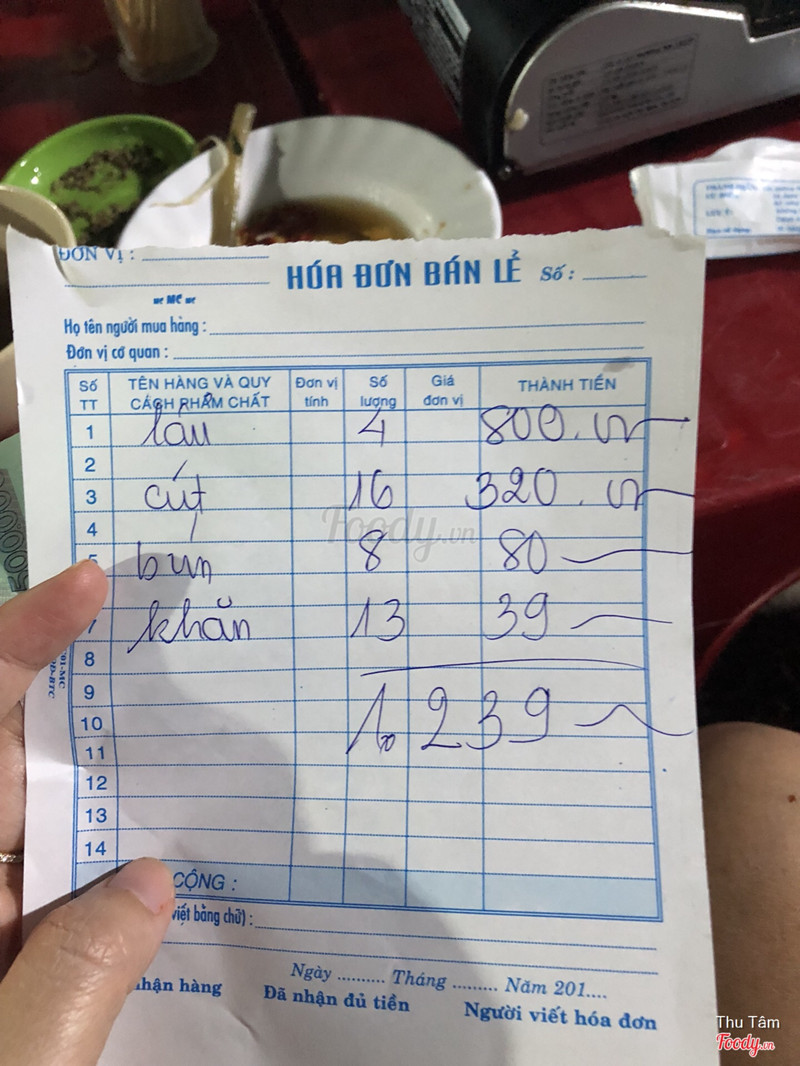 ĐƠN VỊ :
HÓA ĐƠN BÁN LẺ Số :
MC
Họ tên người mua hàng :
Đơn vị cơ quan :
Số TT TÊN HÀNG VÀ QUY CÁCH PHẨM CHẤT Đơn vị tính Số lượng Giá đơn vị THÀNH TIỀN
1 lẩu 4 800.
2
3 cút 16 320.
4
5 bún 8 80
7 khăn 13 39
8
9
10 1.239
11
12
13
14
CỘNG :
viết bằng chữ) :
Ngày .......... Tháng ......... Năm 201....
nhận hàng Đã nhận đủ tiền Người viết hóa đơn
Foody.vn
Thu Tâm
Foody.vn